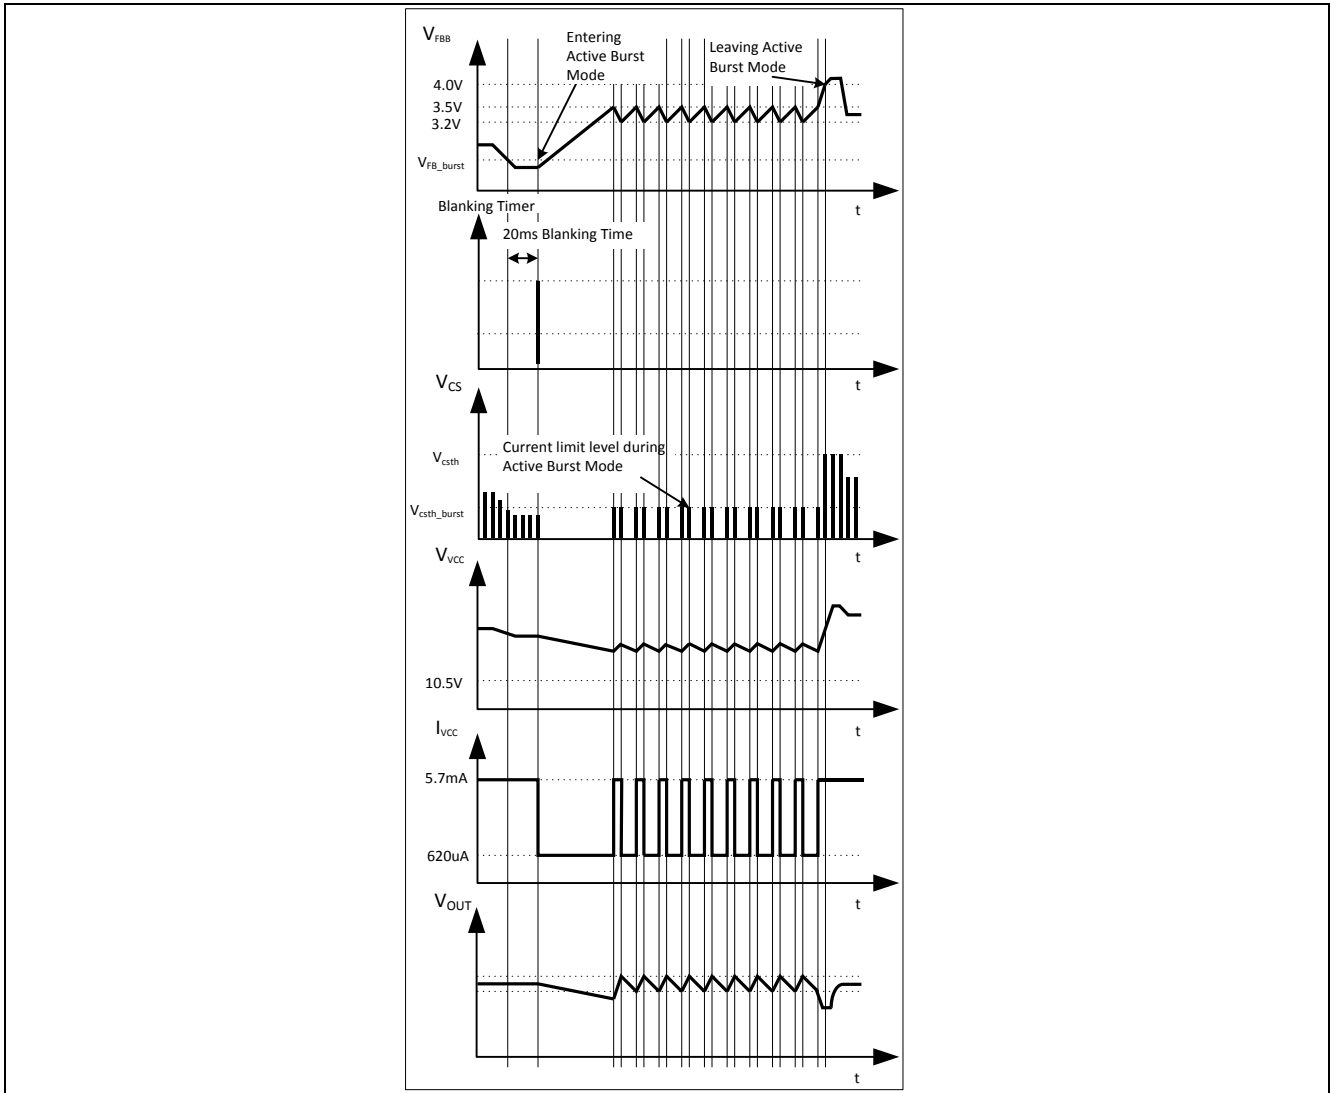 VFBB
Entering
Active Burst
Mode
Leaving Active
Burst Mode
4.0V
3.5V
3.2V
VFB_burst
t
Blanking Timer
20ms Blanking Time
t
VCS
Current limit level during
Active Burst Mode
Vcsth
Vcsth_burst
t
VVCC
10.5V
t
IVCC
5.7mA
620uA
t
VOUT
t